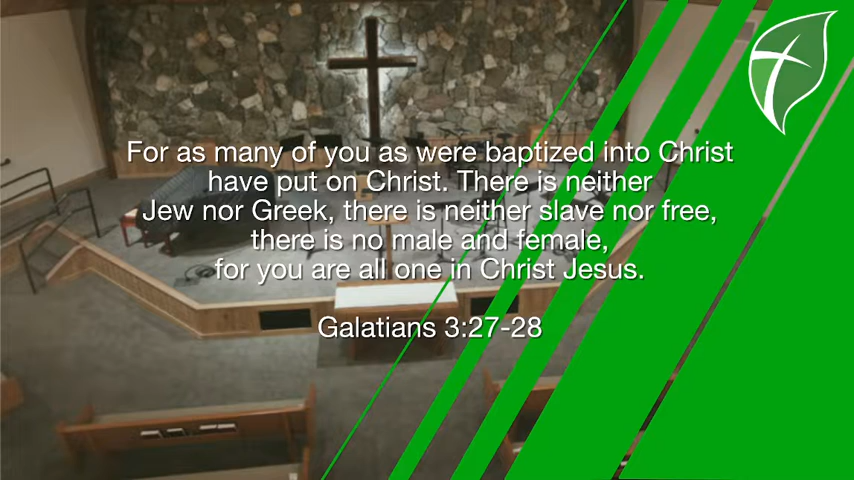 For as many of you as were baptized into Christ
have put on Christ. There is neither
Jew nor Greek, there is neither slave nor free,
there is no male and female,
for you are all one in Christ Jesus.
Galatians 3:27-28